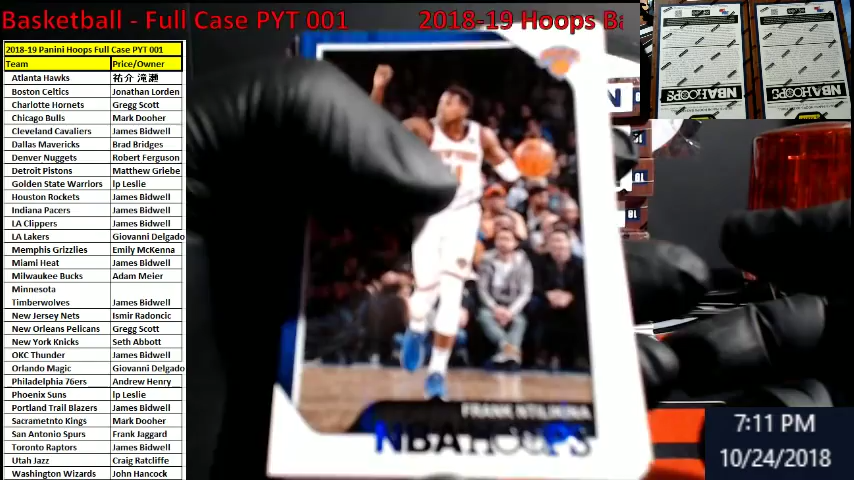 Basketball - Full Case PYT 001 2018-19 Hoops Ba
2018-19 Panini Hoops Full Case PYT 001
Team Price/Owner
Atlanta Hawks 祐介 滝瀬
Boston Celtics Jonathan Lorden
Charlotte Hornets Gregg Scott
Chicago Bulls Mark Dooher
Cleveland Cavaliers James Bidwell
Dallas Mavericks Brad Bridges
Denver Nuggets Robert Ferguson
Detroit Pistons Matthew Griebe
Golden State Warriors lp Leslie
Houston Rockets James Bidwell
Indiana Pacers James Bidwell
LA Clippers James Bidwell
LA Lakers Giovanni Delgado
Memphis Grizzlies Emily McKenna
Miami Heat James Bidwell
Milwaukee Bucks Adam Meier
Minnesota
Timberwolves James Bidwell
New Jersey Nets Ismir Radoncic
New Orleans Pelicans Gregg Scott
New York Knicks Seth Abbott
OKC Thunder James Bidwell
Orlando Magic Giovanni Delgado
Philadelphia 76ers Andrew Henry
Phoenix Suns lp Leslie
Portland Trail Blazers James Bidwell
Sacrametnto Kings Mark Dooher
San Antonio Spurs Frank Jaggard
Toronto Raptors James Bidwell
Utah Jazz Craig Ratcliffe
Washington Wizards John Hancock
FRANK NTILIKINA
NBA HOOPS
NBA HOOPS
NBA HOOPS
7:11 PM
10/24/2018